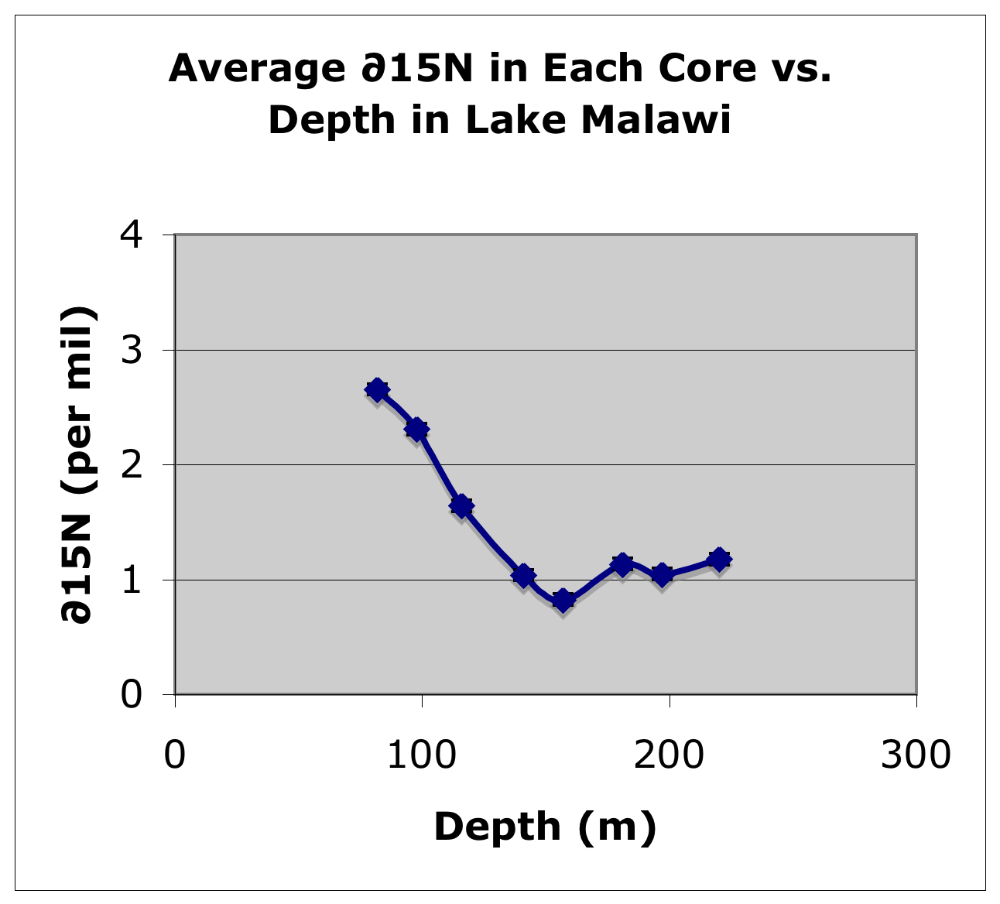 Average ∂15N in Each Core vs.
Depth in Lake Malawi
4
3
2
1
0
∂15N (per mil)
0 100 200 300
Depth (m)